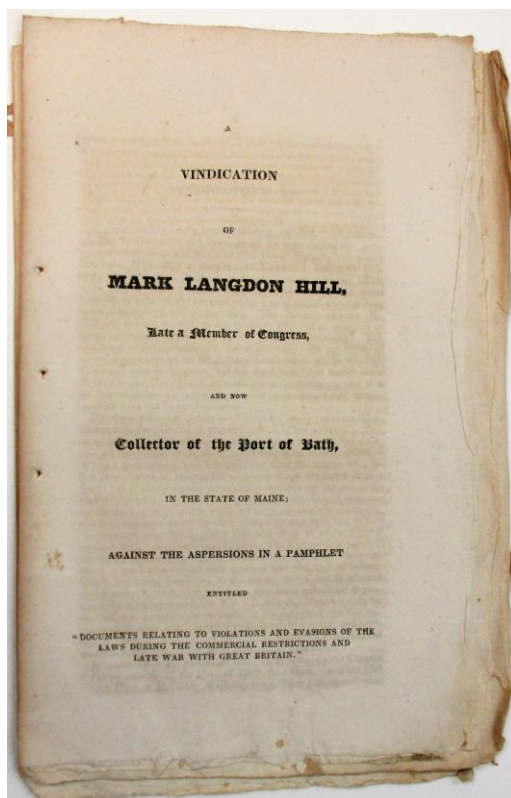 A
VINDICATION
OF
MARK LANGDON HILL,
Late a Member of Congress,
AND NOW
Collector of the Port of Bath,
IN THE STATE OF MAINE;
AGAINST THE ASPERSIONS IN A PAMPHLET
ENTITLED
"DOCUMENTS RELATING TO VIOLATIONS AND EVASIONS OF THE
LAWS DURING THE COMMERCIAL RESTRICTIONS AND
LATE WAR WITH GREAT BRITAIN."